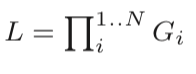 L = ∏_i^{1..N} G_i